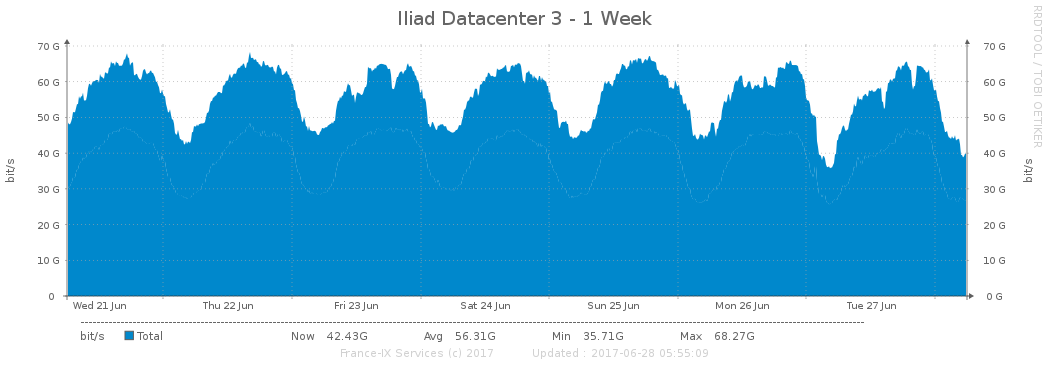 Iliad Datacenter 3 - 1 Week
RRDTOOL / TOBI OETIKER
70 G 70 G
60 G 60 G
50 G 50 G
40 G 40 G
30 G 30 G
20 G 20 G
10 G 10 G
0 0 G
bit/s bit/s
Wed 21 Jun Thu 22 Jun Fri 23 Jun Sat 24 Jun Sun 25 Jun Mon 26 Jun Tue 27 Jun
bit/s Total Now 42.43G Avg 56.31G Min 35.71G Max 68.27G
France-IX Services (c) 2017 Updated : 2017-06-28 05:55:09